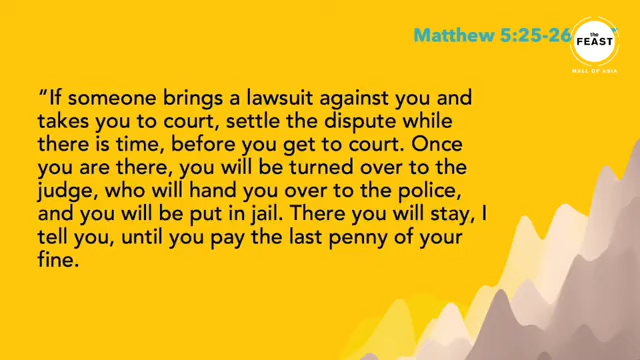 Matthew 5:25-26
the
FEAST
MALL OF ASIA
"If someone brings a lawsuit against you and
takes you to court, settle the dispute while
there is time, before you get to court. Once
you are there, you will be turned over to the
judge, who will hand you over to the police,
and you will be put in jail. There you will stay, I
tell you, until you pay the last penny of your
fine.